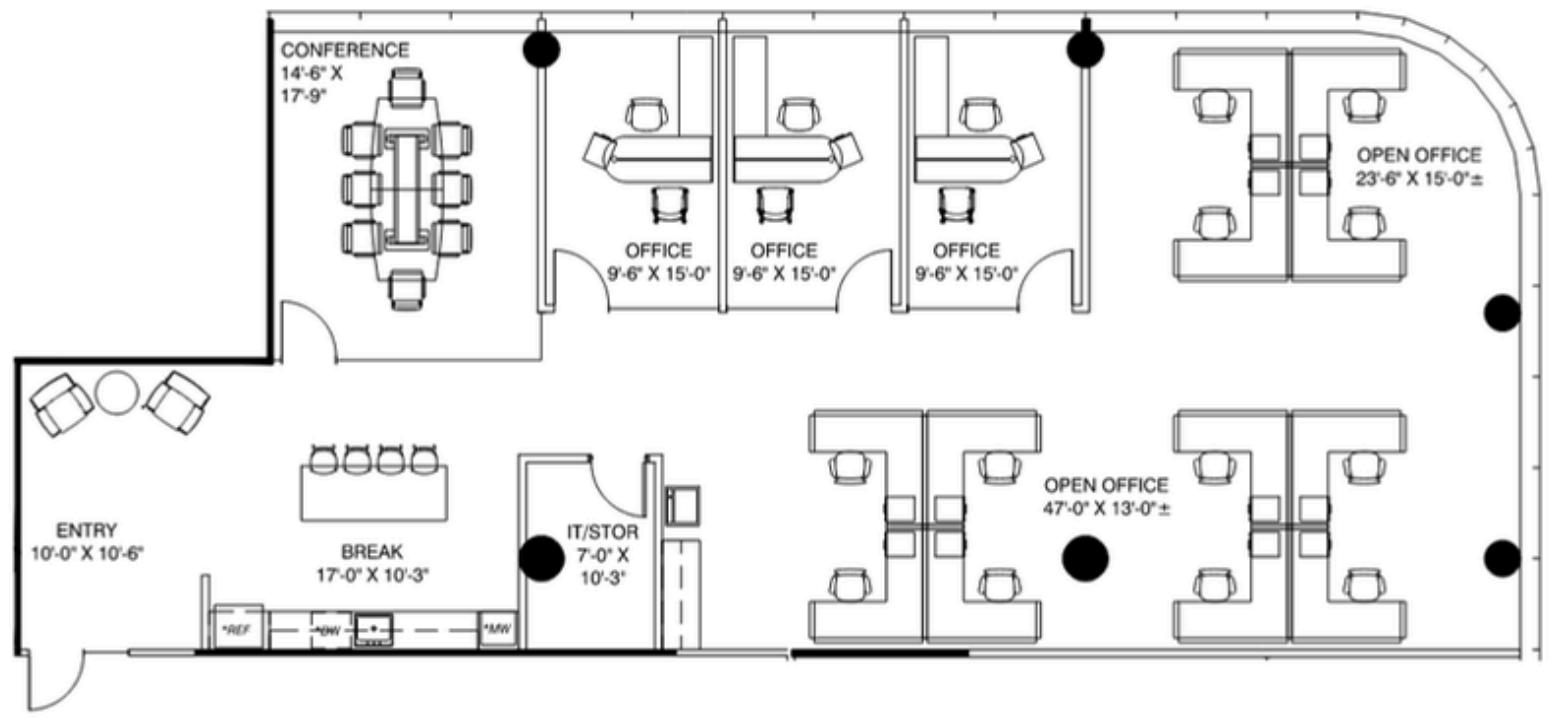 CONFERENCE
14'-6" X
17'-9"
OFFICE
9'-6" X 15'-0"
OFFICE
9'-6" X 15'-0"
OFFICE
9'-6" X 15'-0"
OPEN OFFICE
23'-6" X 15'-0"±
ENTRY
10'-0" X 10'-6"
BREAK
17'-0" X 10'-3"
IT/STOR
7'-0" X
10'-3"
OPEN OFFICE
47'-0" X 13'-0"±
*REF
*DW
*MW